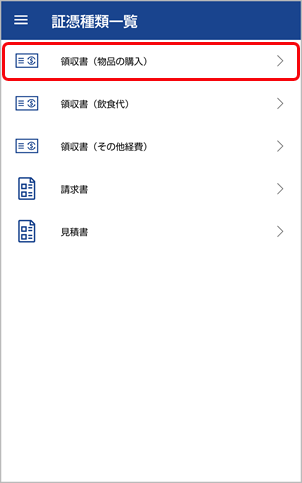 証憑種類一覧
領収書（物品の購入）
領収書（飲食代）
領収書（その他経費）
請求書
見積書